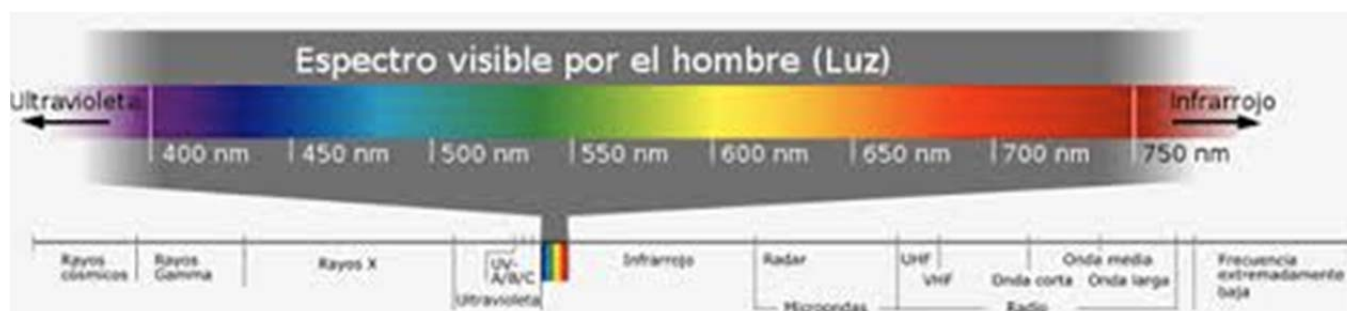 Espectro visible por el hombre (Luz)
Ultravioleta
Infrarrojo
400 nm
450 nm
500 nm
550 nm
600 nm
650 nm
700 nm
750 nm
Rayos
cósmicos
Rayos
Gamma
Rayos X
UV-
A/B/C
Ultravioleta
Infrarrojo
Radar
Microondas
UHF
VHF
Onda corta
Onda media
Onda larga
Radio
Frecuencia
extremadamente
baja